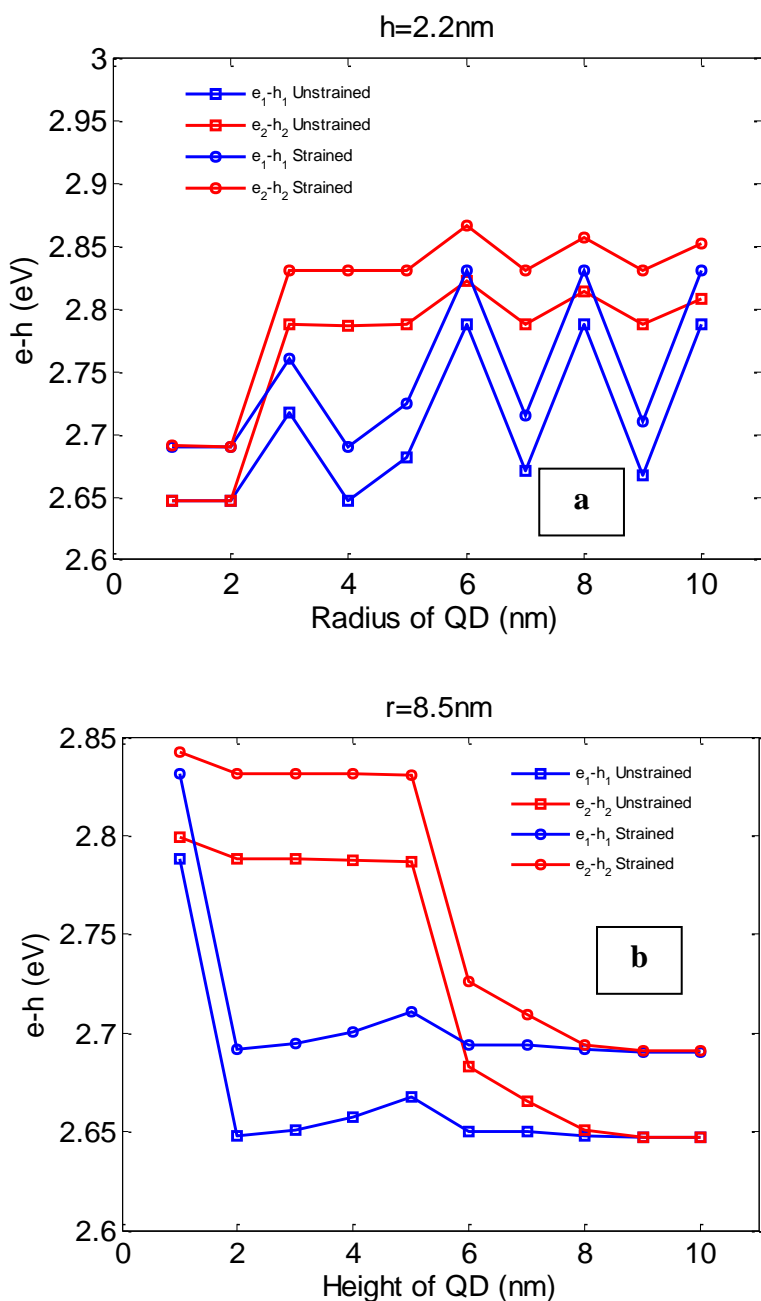 h=2.2nm
3
2.95
2.9
2.85
2.8
2.75
2.7
2.65
2.6
e-h (eV)
e1-h1 Unstrained
e2-h2 Unstrained
e1-h1 Strained
e2-h2 Strained
a
0 2 4 6 8 10
Radius of QD (nm)
r=8.5nm
2.85
2.8
2.75
2.7
2.65
2.6
e-h (eV)
e1-h1 Unstrained
e2-h2 Unstrained
e1-h1 Strained
e2-h2 Strained
b
0 2 4 6 8 10
Height of QD (nm)